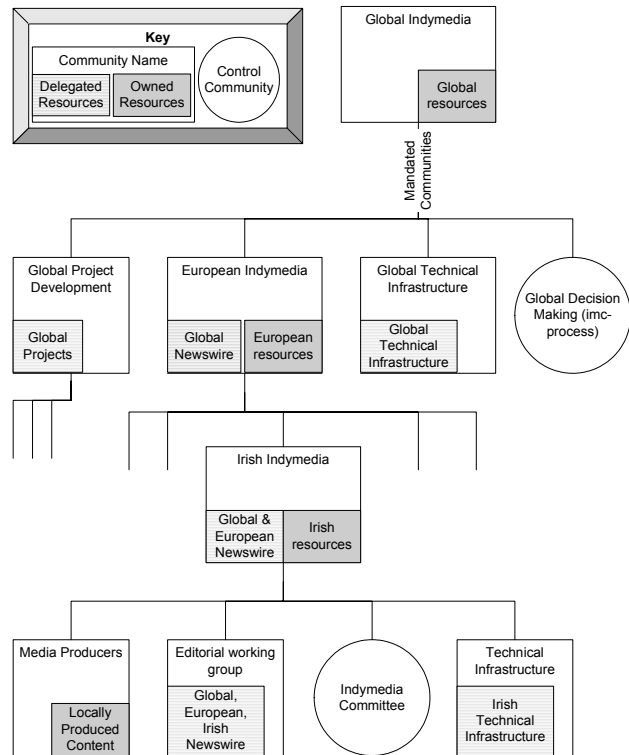 Key
Community Name
Delegated
Resources
Owned
Resources
Control
Community
Global Indymedia
Global
resources
Mandated
Communities
Global Project
Development
Global
Projects
European Indymedia
Global
Newswire
European
resources
Global Technical
Infrastructure
Global
Technical
Infrastructure
Global Decision
Making (imc-
process)
Irish Indymedia
Global &
European
Newswire
Irish
resources
Media Producers
Locally
Produced
Content
Editorial working
group
Global,
European,
Irish
Newswire
Indymedia
Committee
Technical
Infrastructure
Irish
Technical
Infrastructure